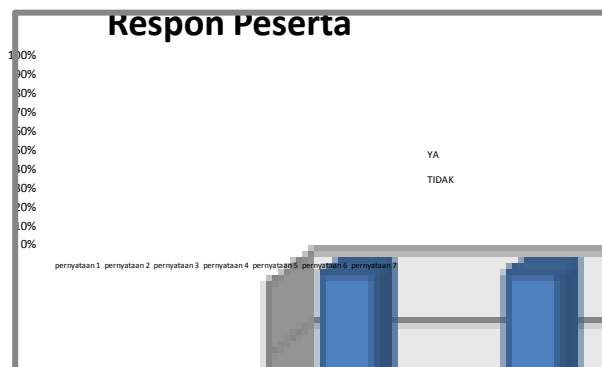 Respon Peserta
100%
90%
80%
70%
60%
50%
40%
30%
20%
10%
0%
YA
TIDAK
pernyataan 1 pernyataan 2 pernyataan 3 pernyataan 4 pernyataan 5 pernyataan 6 pernyataan 7